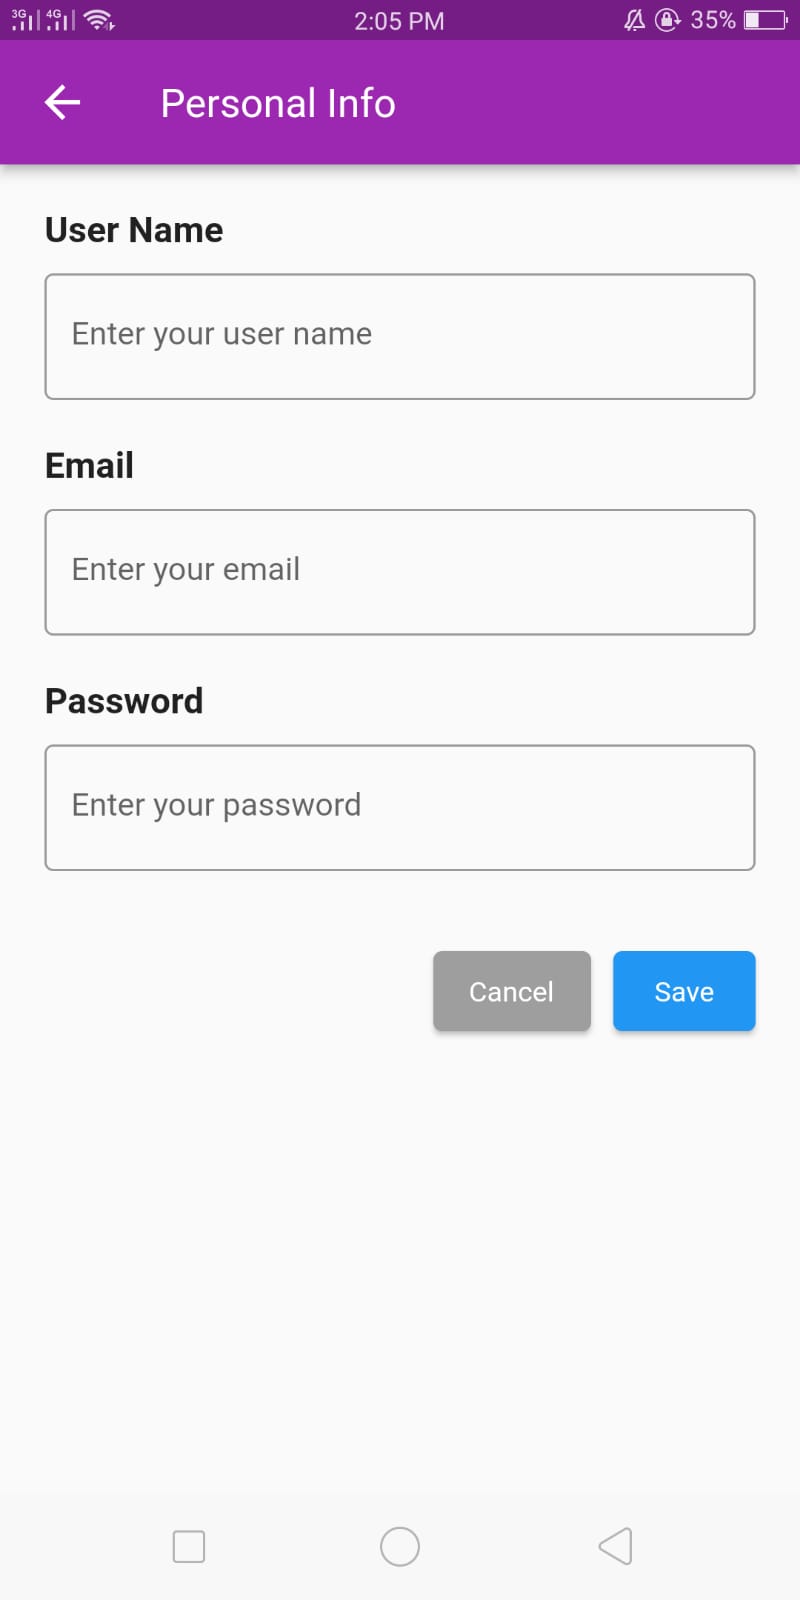 3G 4G 2:05 PM 35%
Personal Info
User Name
Enter your user name
Email
Enter your email
Password
Enter your password
Cancel Save